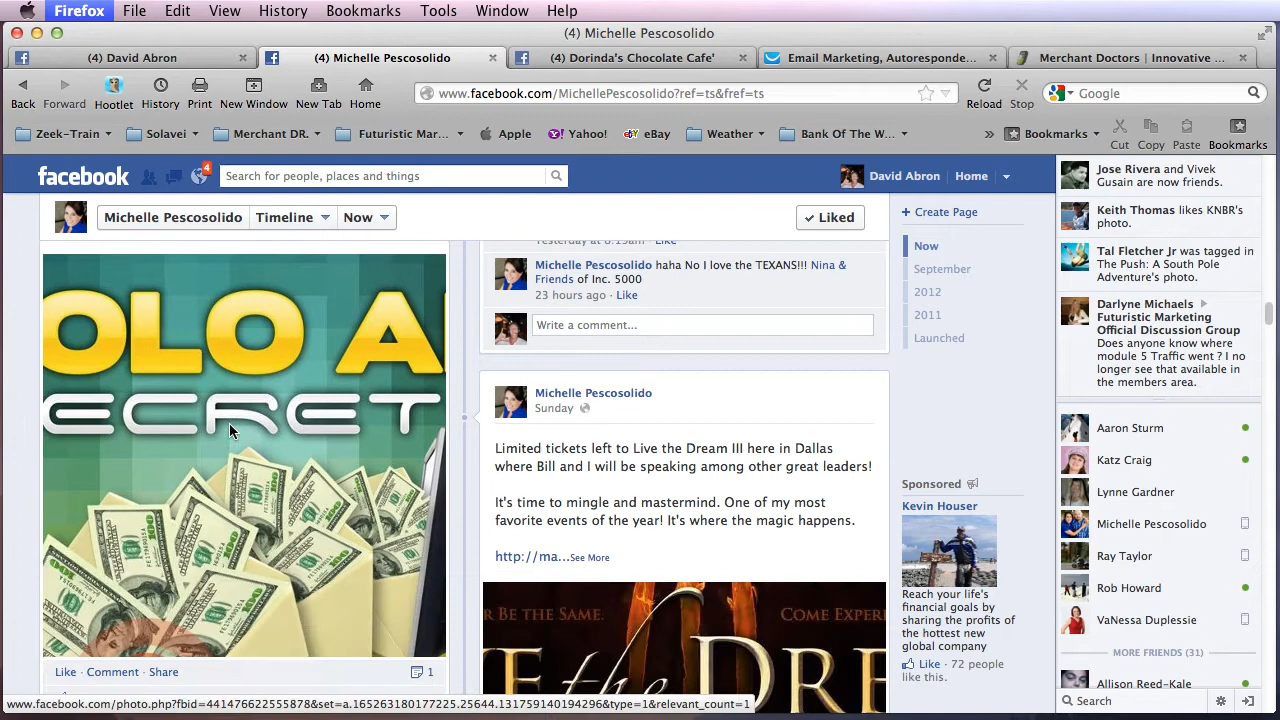 Firefox File Edit View History Bookmarks Tools Window Help
(4) Michelle Pescosolido
(4) David Abron
(4) Michelle Pescosolido
(4) Dorinda's Chocolate Cafe'
Email Marketing, Autoresponde...
Merchant Doctors | Innovative ...
Back Forward Hootlet History Print New Window New Tab Home
www.facebook.com/MichellePescosolido?ref=ts&fref=ts
Reload Stop
Google
Zeek-Train Solavei Merchant DR. Futuristic Mar... Apple Yahoo! eBay Weather Bank Of The W... » Bookmarks Cut Copy Paste Bookmarks
facebook
4
Search for people, places and things
David Abron Home
Michelle Pescosolido Timeline Now
Liked
OLO A
ECRET
Like · Comment · Share
1
Yesterday at 6:19am · Like
Michelle Pescosolido haha No I love the TEXANS!!! Nina &
Friends of Inc. 5000
23 hours ago · Like
Write a comment...
Michelle Pescosolido
Sunday
Limited tickets left to Live the Dream III here in Dallas
where Bill and I will be speaking among other great leaders!
It's time to mingle and mastermind. One of my most
favorite events of the year! It's where the magic happens.
http://ma...See More
BE THE SAME.
COME EXPER
the DRE
+ Create Page
Now
September
2012
2011
Launched
Sponsored
Kevin Houser
Reach your life's
financial goals by
sharing the profits of
the hottest new
global company
Like · 72 people
like this.
Jose Rivera and Vivek
Gusain are now friends.
Keith Thomas likes KNBR's
photo.
Tal Fletcher Jr was tagged in
The Push: A South Pole
Adventure's photo.
Darlyne Michaels
Futuristic Marketing
Official Discussion Group
Does anyone know where
module 5 Traffic went ? I no
longer see that available in
the members area.
Aaron Sturm
Katz Craig
Lynne Gardner
Michelle Pescosolido
Ray Taylor
Rob Howard
VaNessa Duplessie
MORE FRIENDS (31)
Allison Reed-Kale
Search
www.facebook.com/photo.php?fbid=441476622555878&set=a.133263180177225.25644.131759140194296&type=1&relevant_count=1